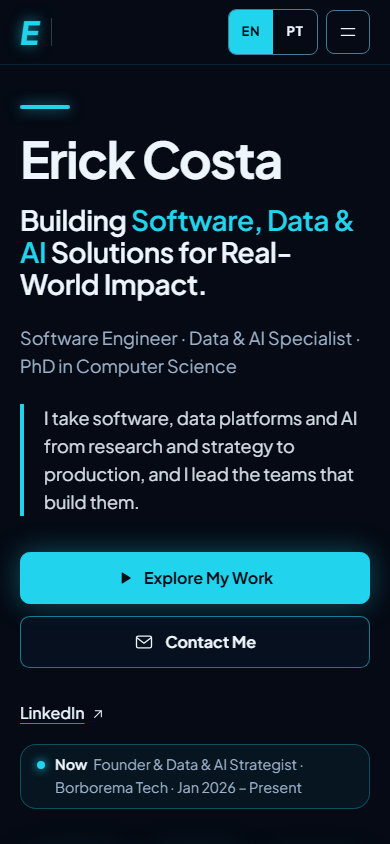 E
EN PT
Erick Costa
Building Software, Data &
AI Solutions for Real-
World Impact.
Software Engineer · Data & AI Specialist ·
PhD in Computer Science
I take software, data platforms and AI
from research and strategy to
production, and I lead the teams that
build them.
Explore My Work
Contact Me
LinkedIn
Now Founder & Data & AI Strategist ·
Borborema Tech · Jan 2026 – Present